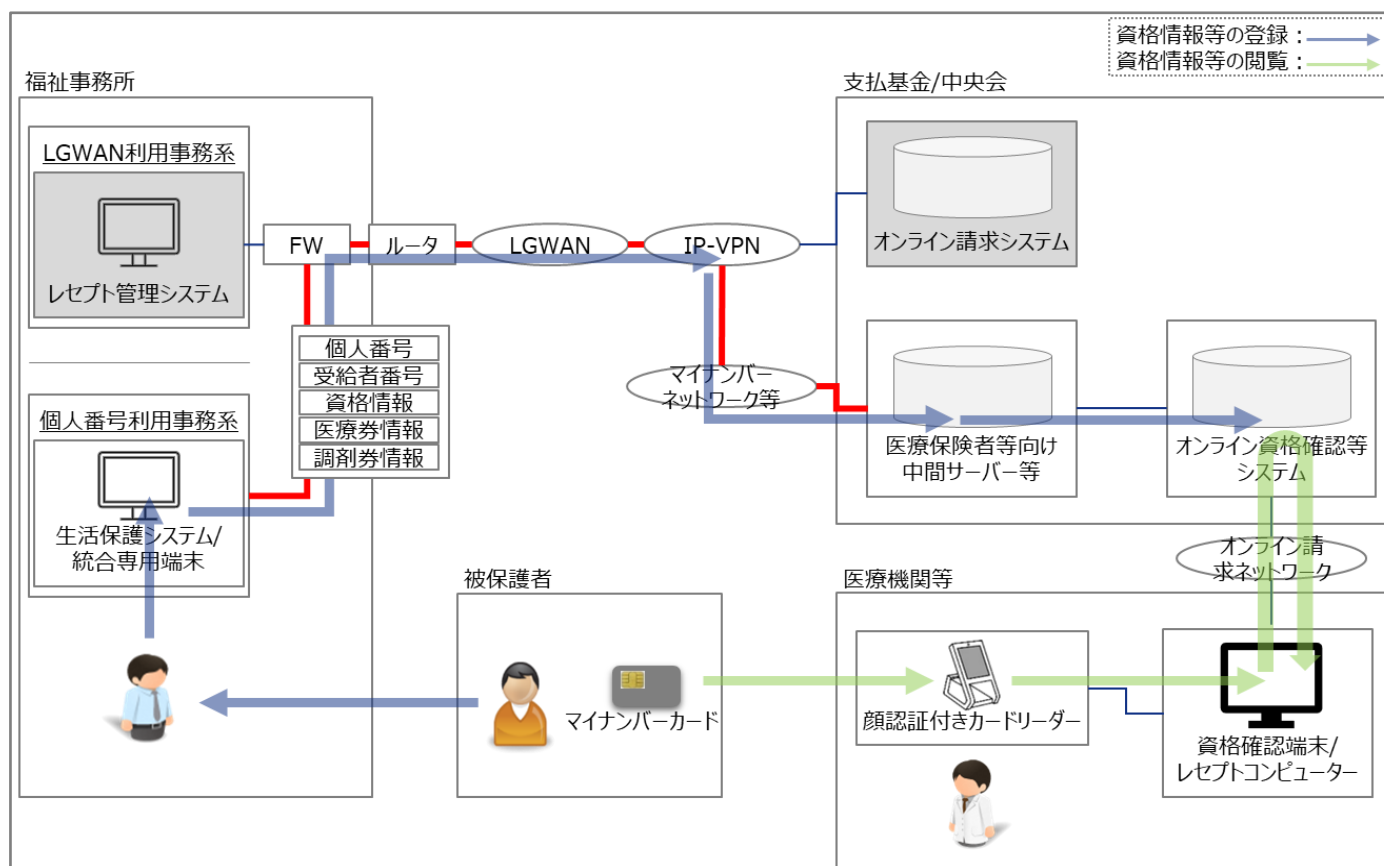 資格情報等の登録：
資格情報等の閲覧：
福祉事務所
支払基金/中央会
LGWAN利用事務系
レセプト管理システム
FW
ルータ
LGWAN
IP-VPN
オンライン請求システム
個人番号
受給者番号
資格情報
医療券情報
調剤券情報
マイナンバー
ネットワーク等
医療保険者等向け
中間サーバー等
オンライン資格確認等
システム
個人番号利用事務系
生活保護システム/
統合専用端末
オンライン請
求ネットワーク
被保護者
マイナンバーカード
医療機関等
顔認証付きカードリーダー
資格確認端末/
レセプトコンピューター